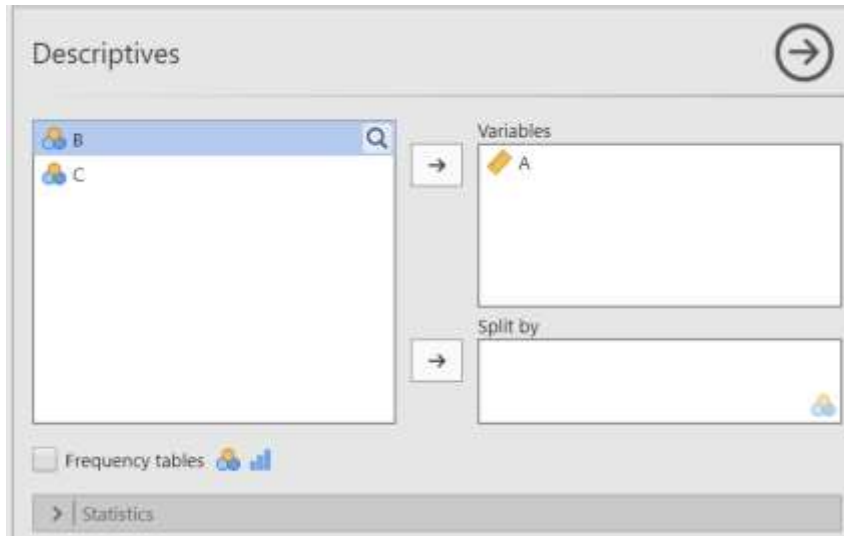 Descriptives
B
C
Variables
A
Split by
Frequency tables
Statistics